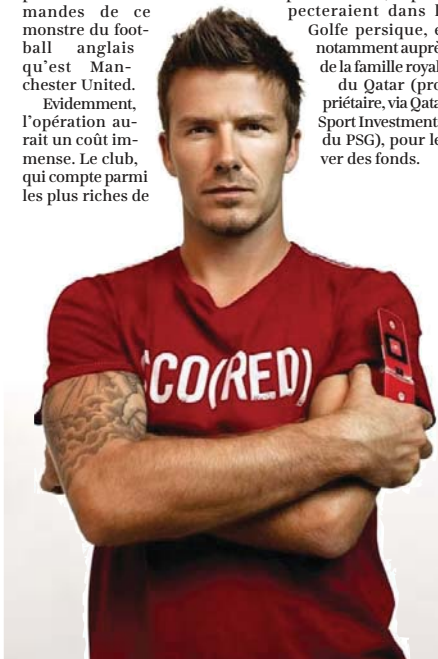 mandes de ce
monstre du foot-
ball anglais
qu'est Man-
chester United.
Evidemment,
l'opération au-
rait un coût im-
mense. Le club,
qui compte parmi
les plus riches de
pecteraient dans l
Golfe persique, e
notamment auprè
de la famille royal
du Qatar (pro
priétaire, via Qata
Sport Investment
du PSG), pour le
ver des fonds.
CO(RED)